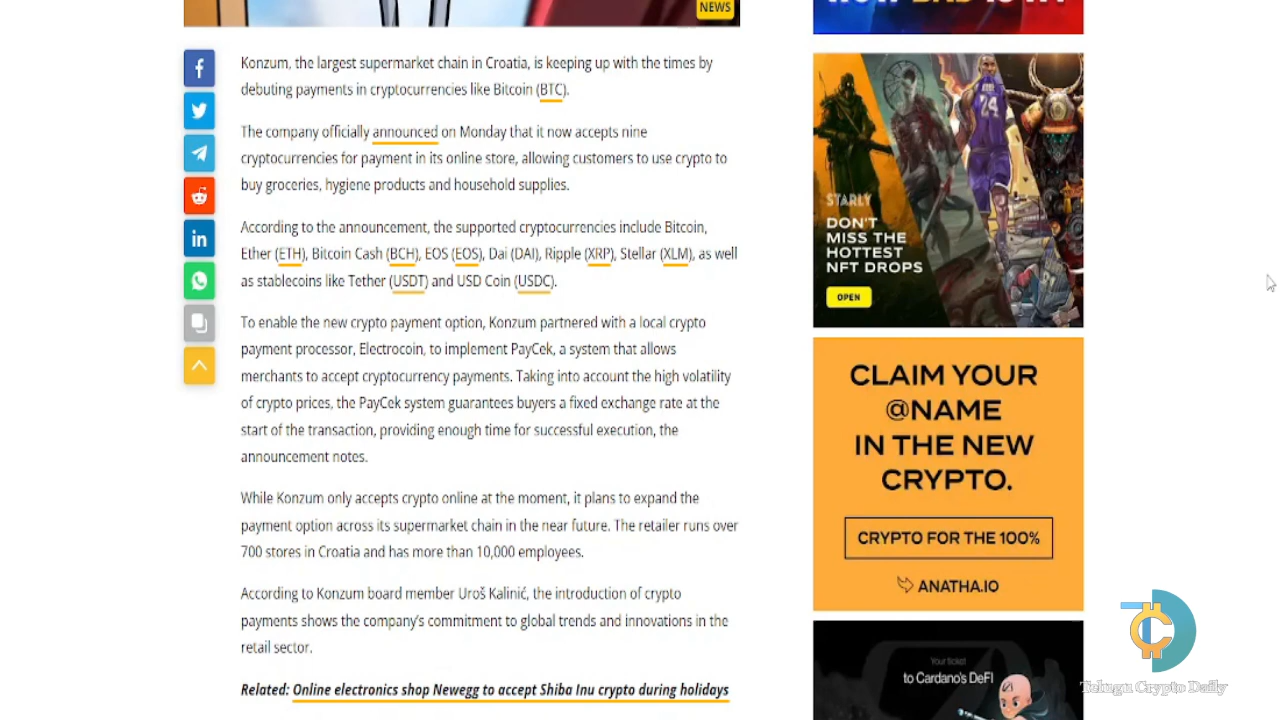 NEWS
Konzum, the largest supermarket chain in Croatia, is keeping up with the times by
debuting payments in cryptocurrencies like Bitcoin (BTC).
The company officially announced on Monday that it now accepts nine
cryptocurrencies for payment in its online store, allowing customers to use crypto to
buy groceries, hygiene products and household supplies.
According to the announcement, the supported cryptocurrencies include Bitcoin,
Ether (ETH), Bitcoin Cash (BCH), EOS (EOS), Dai (DAI), Ripple (XRP), Stellar (XLM), as well
as stablecoins like Tether (USDT) and USD Coin (USDC).
To enable the new crypto payment option, Konzum partnered with a local crypto
payment processor, Electrocoin, to implement PayCek, a system that allows
merchants to accept cryptocurrency payments. Taking into account the high volatility
of crypto prices, the PayCek system guarantees buyers a fixed exchange rate at the
start of the transaction, providing enough time for successful execution, the
announcement notes.
While Konzum only accepts crypto online at the moment, it plans to expand the
payment option across its supermarket chain in the near future. The retailer runs over
700 stores in Croatia and has more than 10,000 employees.
According to Konzum board member Uroš Kalinić, the introduction of crypto
payments shows the company's commitment to global trends and innovations in the
retail sector.
Related: Online electronics shop Newegg to accept Shiba Inu crypto during holidays
24
STARLY
DON'T
MISS THE
HOTTEST
NFT DROPS
OPEN
CLAIM YOUR
@NAME
IN THE NEW
CRYPTO.
CRYPTO FOR THE 100%
ANATHA.IO
Your ticket
to Cardano's DeFI
Telugu Crypto Daily